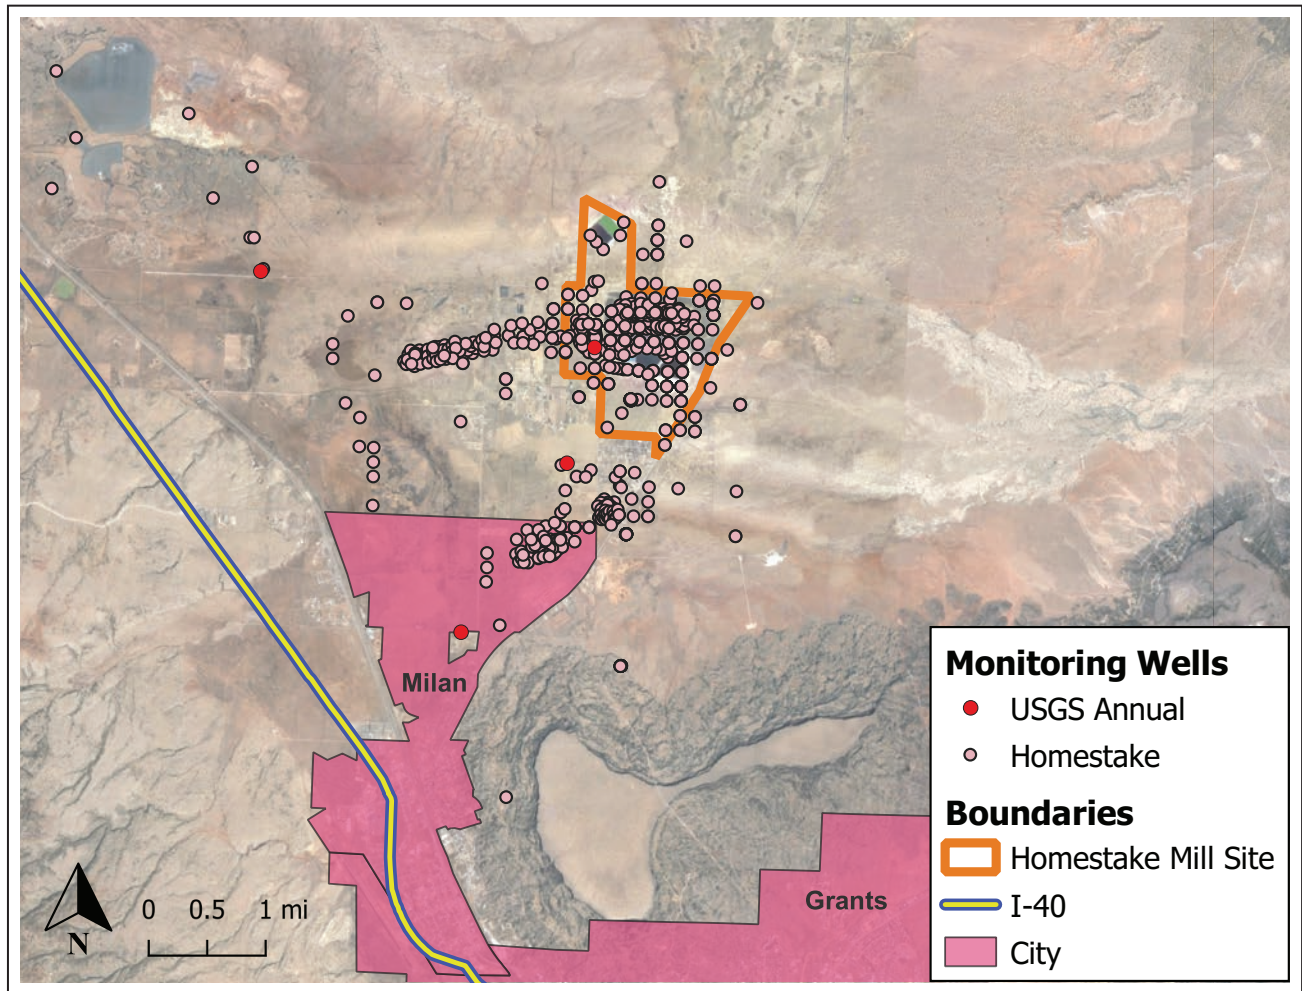 Milan
Grants
0 0.5 1 mi
N
Monitoring Wells
USGS Annual
Homestake
Boundaries
Homestake Mill Site
I-40
City